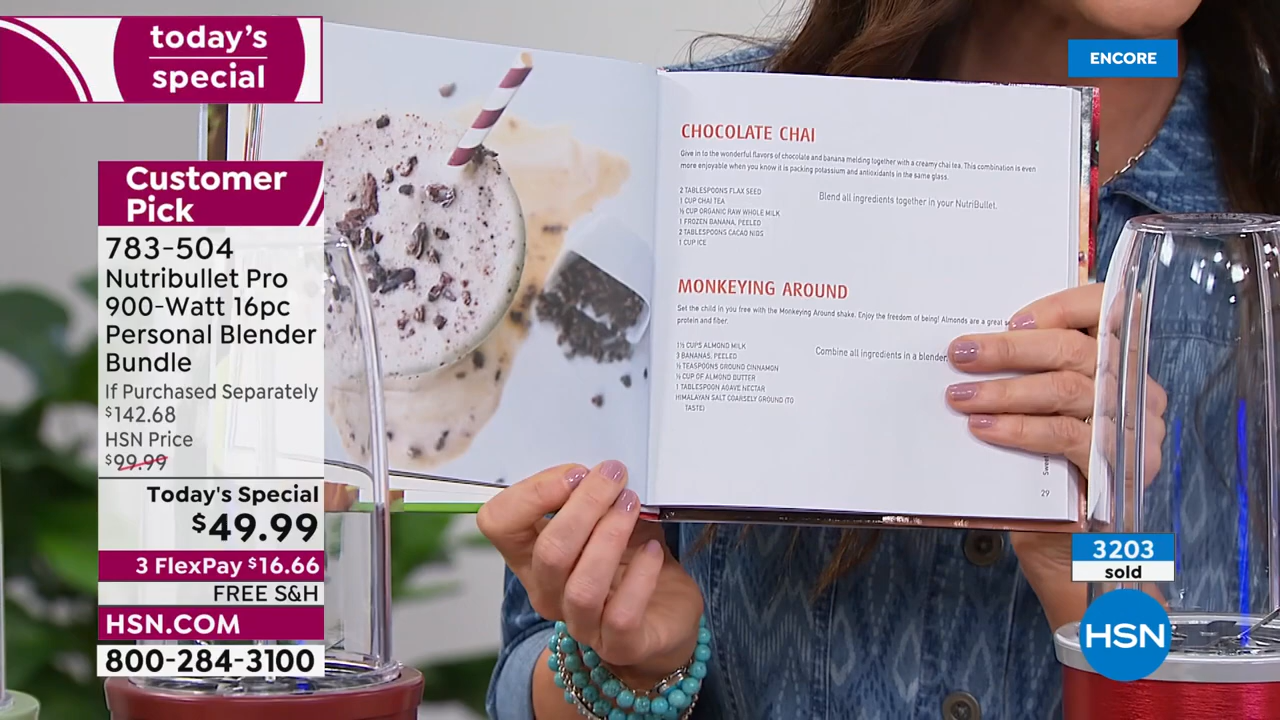 today's
special
ENCORE
Customer
Pick
783-504
Nutribullet Pro
900-Watt 16pc
Personal Blender
Bundle
If Purchased Separately
$142.68
HSN Price
$99.99
Today's Special
$49.99
3 FlexPay $16.66
FREE S&H
HSN.COM
800-284-3100
CHOCOLATE CHAI
Give in to the wonderful flavors of chocolate and banana melding together with a creamy chai tea. This combination is even
more enjoyable when you know it is packing potassium and antioxidants in the same glass.
2 TABLESPOONS FLAX SEED
1 CUP CHAI TEA
½ CUP ORGANIC RAW WHOLE MILK
1 FROZEN BANANA, PEELED
2 TABLESPOONS CACAO NIBS
1 CUP ICE
Blend all ingredients together in your NutriBullet.
MONKEYING AROUND
Set the child in you free with the Monkeying Around shake. Enjoy the freedom of being! Almonds are a great
protein and fiber.
1½ CUPS ALMOND MILK
3 BANANAS, PEELED
½ TEASPOONS GROUND CINNAMON
½ CUP OF ALMOND BUTTER
1 TABLESPOON AGAVE NECTAR
HIMALAYAN SALT COARSELY GROUND (TO
TASTE)
Combine all ingredients in a blender
Sweet
29
3203
sold
HSN